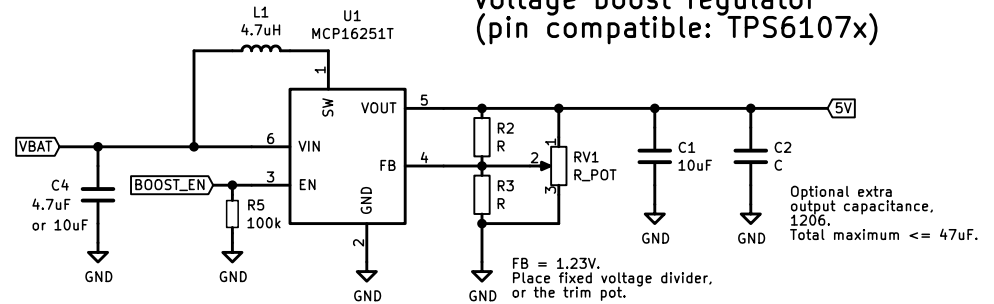 Voltage boost regulator
(pin compatible: TPS6107x)
L1
4.7uH
U1
MCP16251T
1
SW
VOUT
5
5V
VBAT
6
VIN
FB
4
R2
R
2
1
RV1
R_POT
3
C1
10uF
C2
C
BOOST_EN
3
EN
GND
2
R3
R
C4
4.7uF
or 10uF
R5
100k
Optional extra
output capacitance,
1206.
Total maximum <= 47uF.
GND
GND
GND
GND
GND
GND
FB = 1.23V.
Place fixed voltage divider,
or the trim pot.